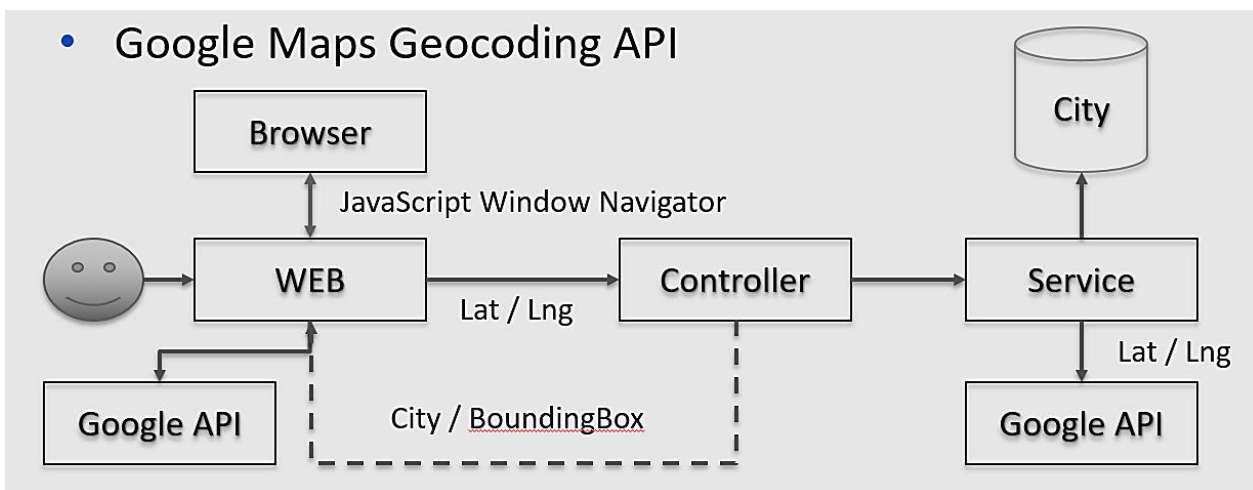 • Google Maps Geocoding API
City
Browser
JavaScript Window Navigator
WEB
Controller
Service
Lat / Lng
Lat / Lng
Google API
City / BoundingBox
Google API